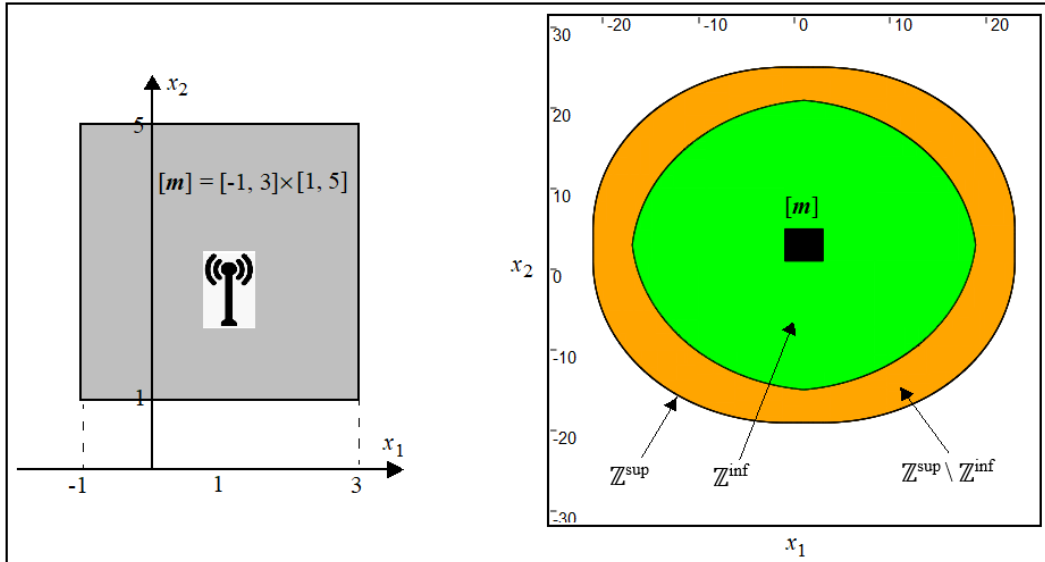 x₂
5
[m] = [-1, 3]×[1, 5]
1
x₁
-1
1
3
-20
-10
0
10
20
30
20
10
0
-10
-20
-30
[m]
x₂
ℤsup
ℤinf
ℤsup \ ℤinf
x₁